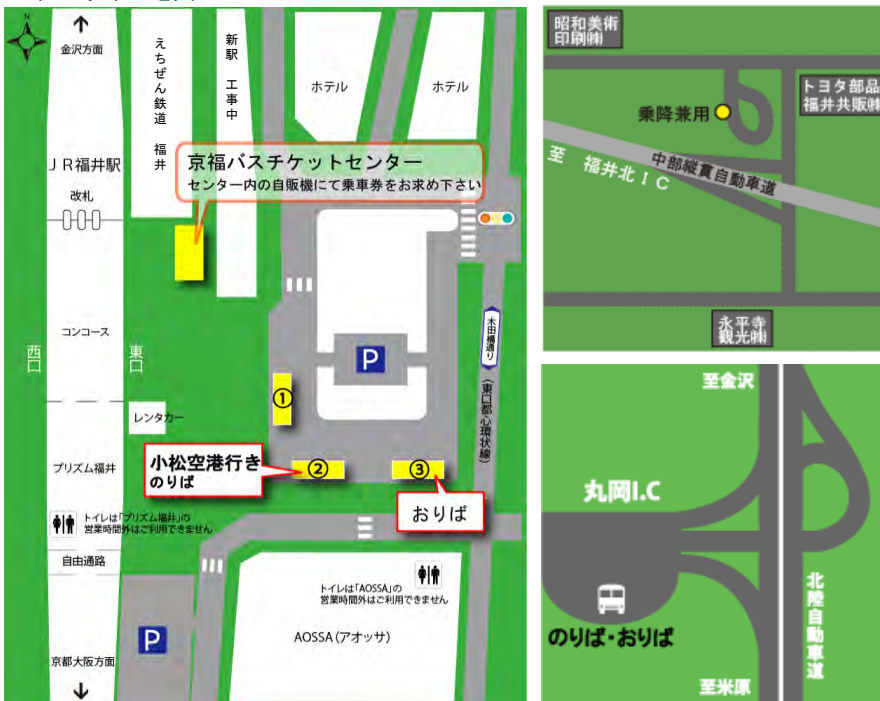 N
金沢方面
えちぜん鉄道 福井
新駅 工事中
ホテル
ホテル
JR福井駅
改札
京福バスチケットセンター
センター内の自販機にて乗車券をお求め下さい
コンコース
西口
東口
P
木田橋通り
(東口都心環状線)
①
レンタカー
プリズム福井
小松空港行き
のりば
②
③
おりば
トイレは「プリズム福井」の
営業時間外はご利用できません
自由通路
トイレは「AOSSA」の
営業時間外はご利用できません
P
AOSSA(アオッサ)
京都大阪方面
昭和美術
印刷㈱
トヨタ部品
福井共販㈱
乗降兼用
中部縦貫自動車道
至 福井北IC
永平寺
観光㈱
至金沢
丸岡I.C
北陸自動車道
のりば・おりば
至米原